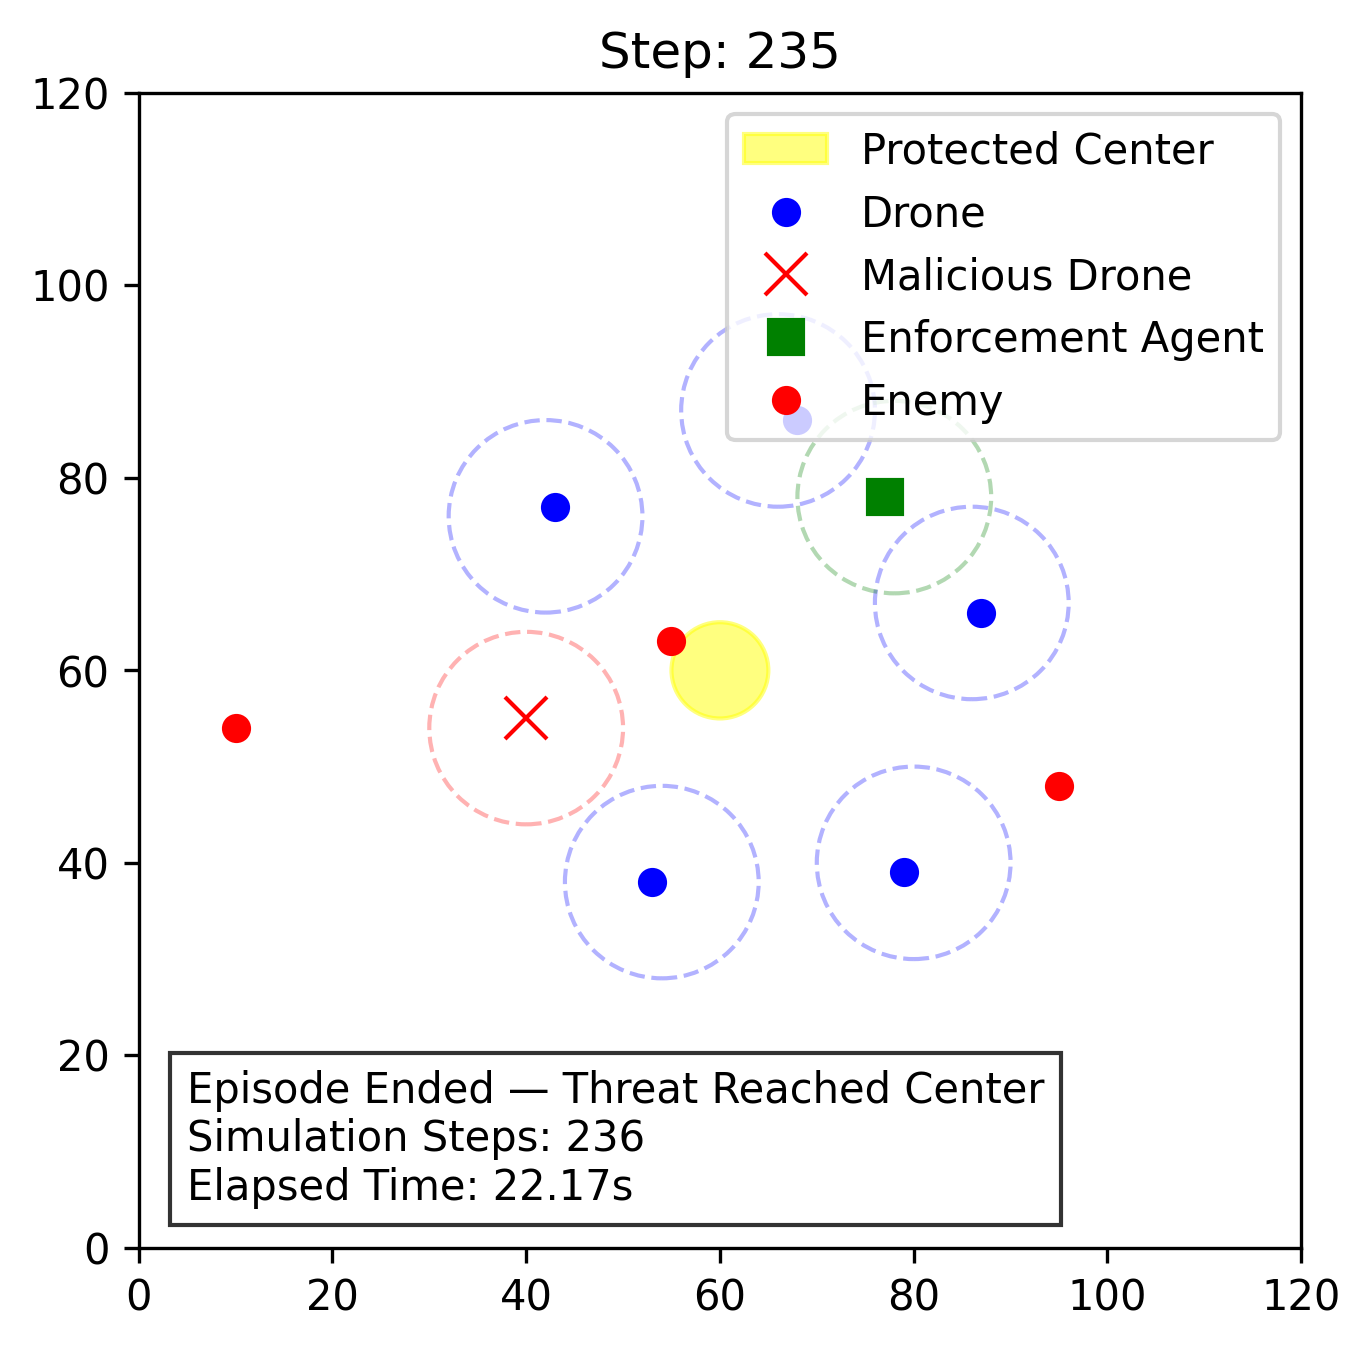 Step: 235
120
100
80
60
40
20
0
0 20 40 60 80 100 120
Protected Center
Drone
Malicious Drone
Enforcement Agent
Enemy
Episode Ended — Threat Reached Center
Simulation Steps: 236
Elapsed Time: 22.17s